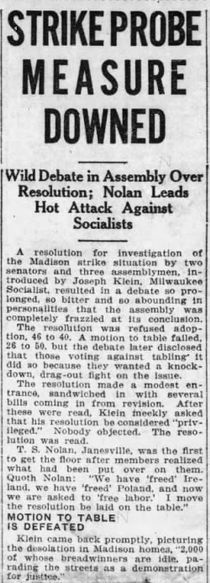 STRIKE PROBE
MEASURE
DOWNED
Wild Debate in Assembly Over
Resolution; Nolan Leads
Hot Attack Against
Socialists
A resolution for investigation of
the Madison strike situation by two
senators and three assemblymen, in-
troduced by Joseph Klein, Milwaukee
Socialist, resulted in a debate so pro-
longed, so bitter and so abounding in
personalities that the assembly was
completely frazzled at its conclusion.
The resolution was refused adop-
tion, 46 to 40. A motion to table failed,
26 to 50, but the debate later disclosed
that those voting against tabling it
did so because they wanted a knock-
down, drag-out fight on the issue.
The resolution made a modest en-
trance, sandwiched in with several
bills coming in from revision. After
these were read, Klein meekly asked
that his resolution be considered "priv-
ileged." Nobody objected. The reso-
lution was read.
T. S. Nolan, Janesville, was the first
to get the floor after members realized
what had been put over on them.
Quoth Nolan: "We have 'freed' Ire-
land, we have 'freed' Poland, and now
we are asked to 'free labor.' I move
the resolution be laid on the table."
MOTION TO TABLE
IS DEFEATED
Klein came back promptly, picturing
the desolation in Madison homes, "2,000
of whose breadwinners are idle, pa-
rading the streets as a demonstration
for justice."